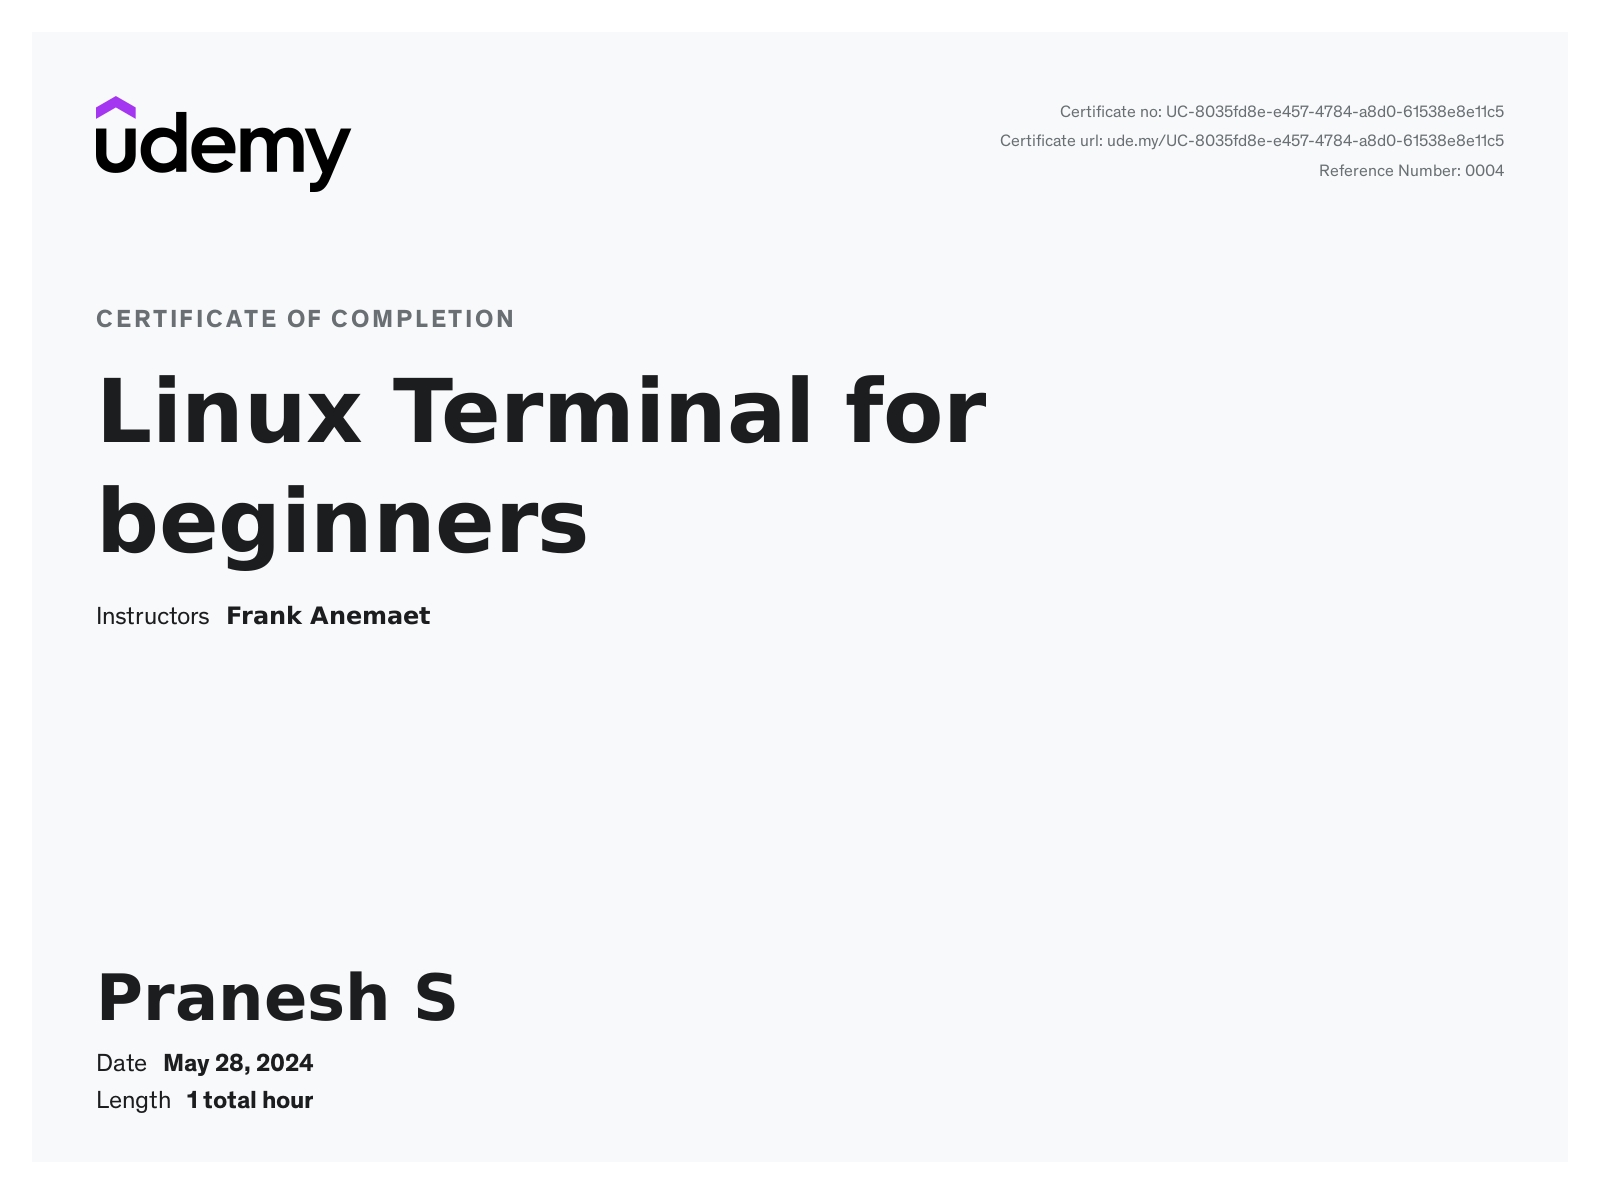 udemy
Certificate no: UC-8035fd8e-e457-4784-a8d0-61538e8e11c5
Certificate url: ude.my/UC-8035fd8e-e457-4784-a8d0-61538e8e11c5
Reference Number: 0004
CERTIFICATE OF COMPLETION
Linux Terminal for
beginners
Instructors Frank Anemaet
Pranesh S
Date May 28, 2024
Length 1 total hour